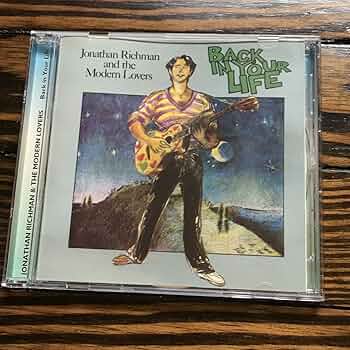 Jonathan Richman
and the
Modern Lovers
BACK
IN YOUR
LIFE
JONATHAN RICHMAN & THE MODERN LOVERS Back in Your Life